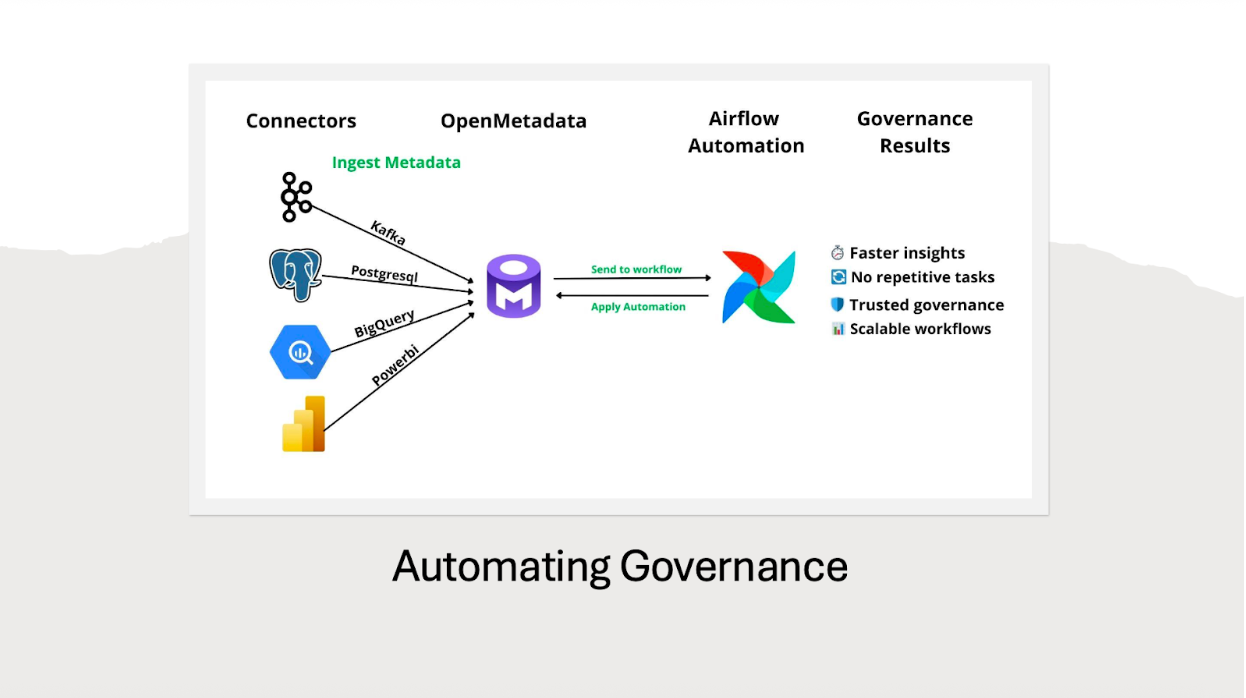 Connectors
OpenMetadata
Airflow
Automation
Governance
Results
Ingest Metadata
Kafka
Postgresql
BigQuery
Powerbi
Send to workflow
Apply Automation
Faster insights
No repetitive tasks
Trusted governance
Scalable workflows
Automating Governance